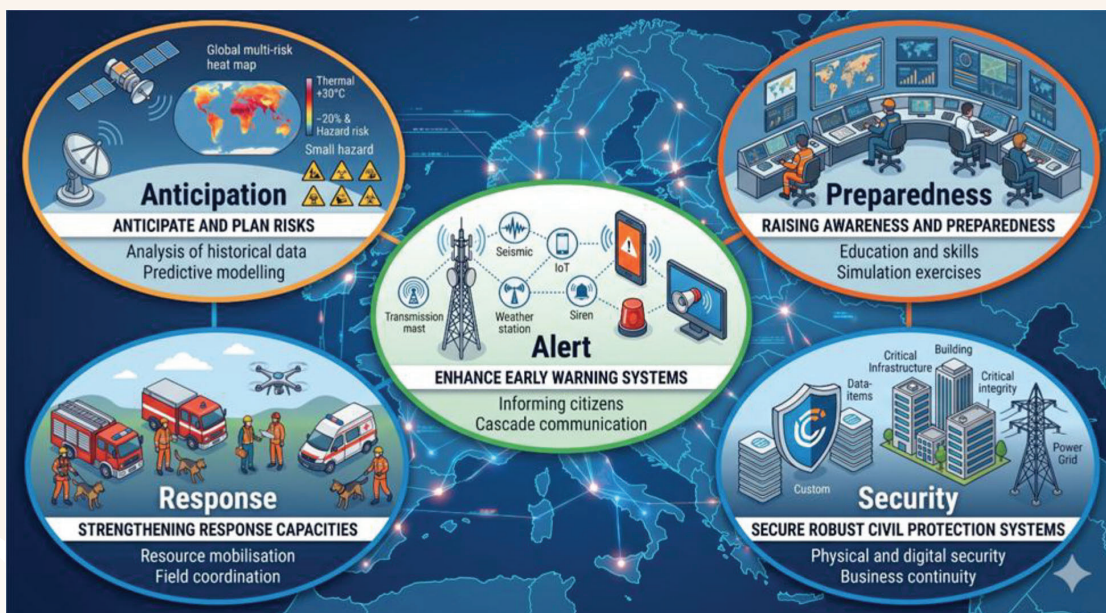 Global multi-risk
heat map
Thermal
+30°C
-20% &
Hazard risk
Small hazard
Anticipation
ANTICIPATE AND PLAN RISKS
Analysis of historical data
Predictive modelling
Preparedness
RAISING AWARENESS AND PREPAREDNESS
Education and skills
Simulation exercises
Seismic
IoT
Transmission
mast
Weather
station
Siren
Alert
ENHANCE EARLY WARNING SYSTEMS
Informing citizens
Cascade communication
Response
STRENGTHENING RESPONSE CAPACITIES
Resource mobilisation
Field coordination
Critical
Infrastructure
Building
Data-
items
Critical
integrity
Custom
Power
Grid
Security
SECURE ROBUST CIVIL PROTECTION SYSTEMS
Physical and digital security
Business continuity